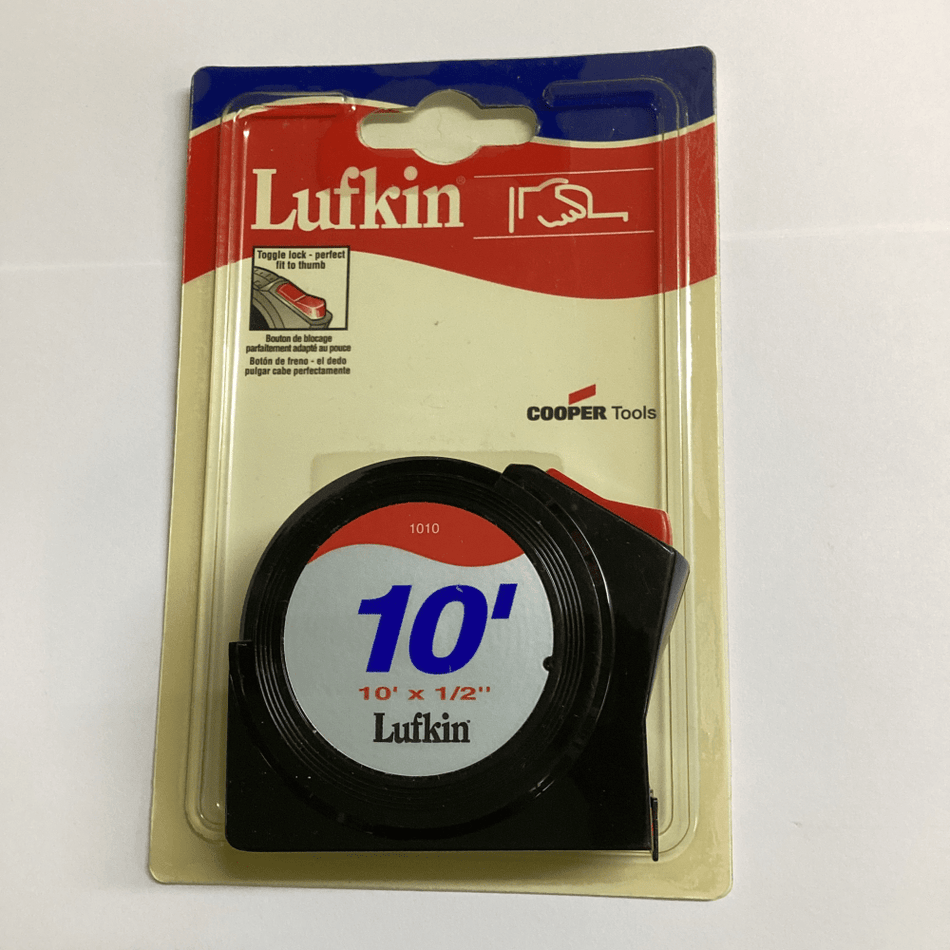 Lufkin®
Toggle lock - perfect
fit to thumb
Bouton de blocage
parfaitement adapté au pouce
Botón de freno - el dedo
pulgar cabe perfectamente
COOPER Tools
1010
10'
10' x 1/2"
Lufkin